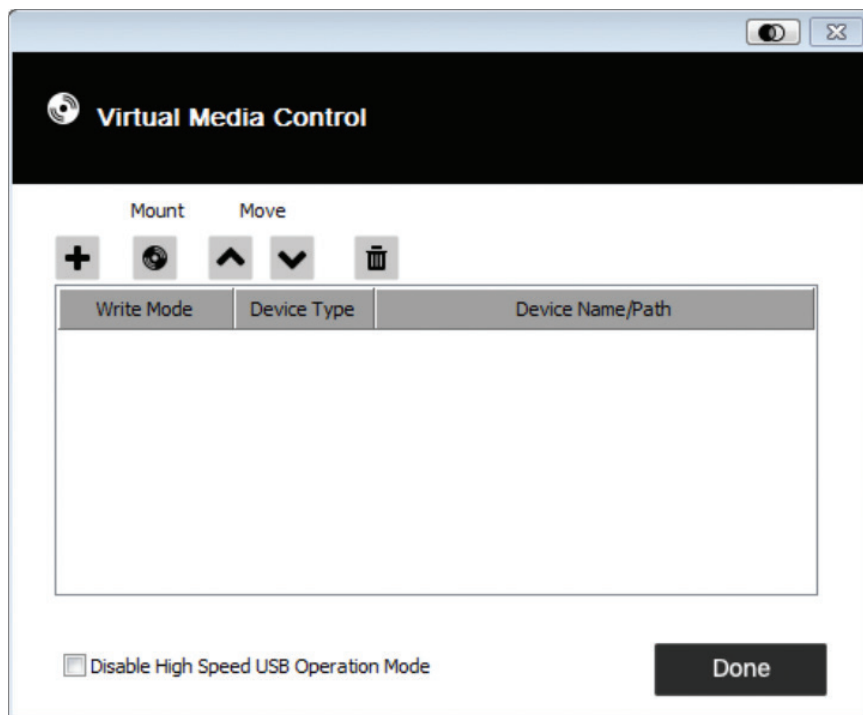 Virtual Media Control
Mount Move
Write Mode Device Type Device Name/Path
Disable High Speed USB Operation Mode
Done